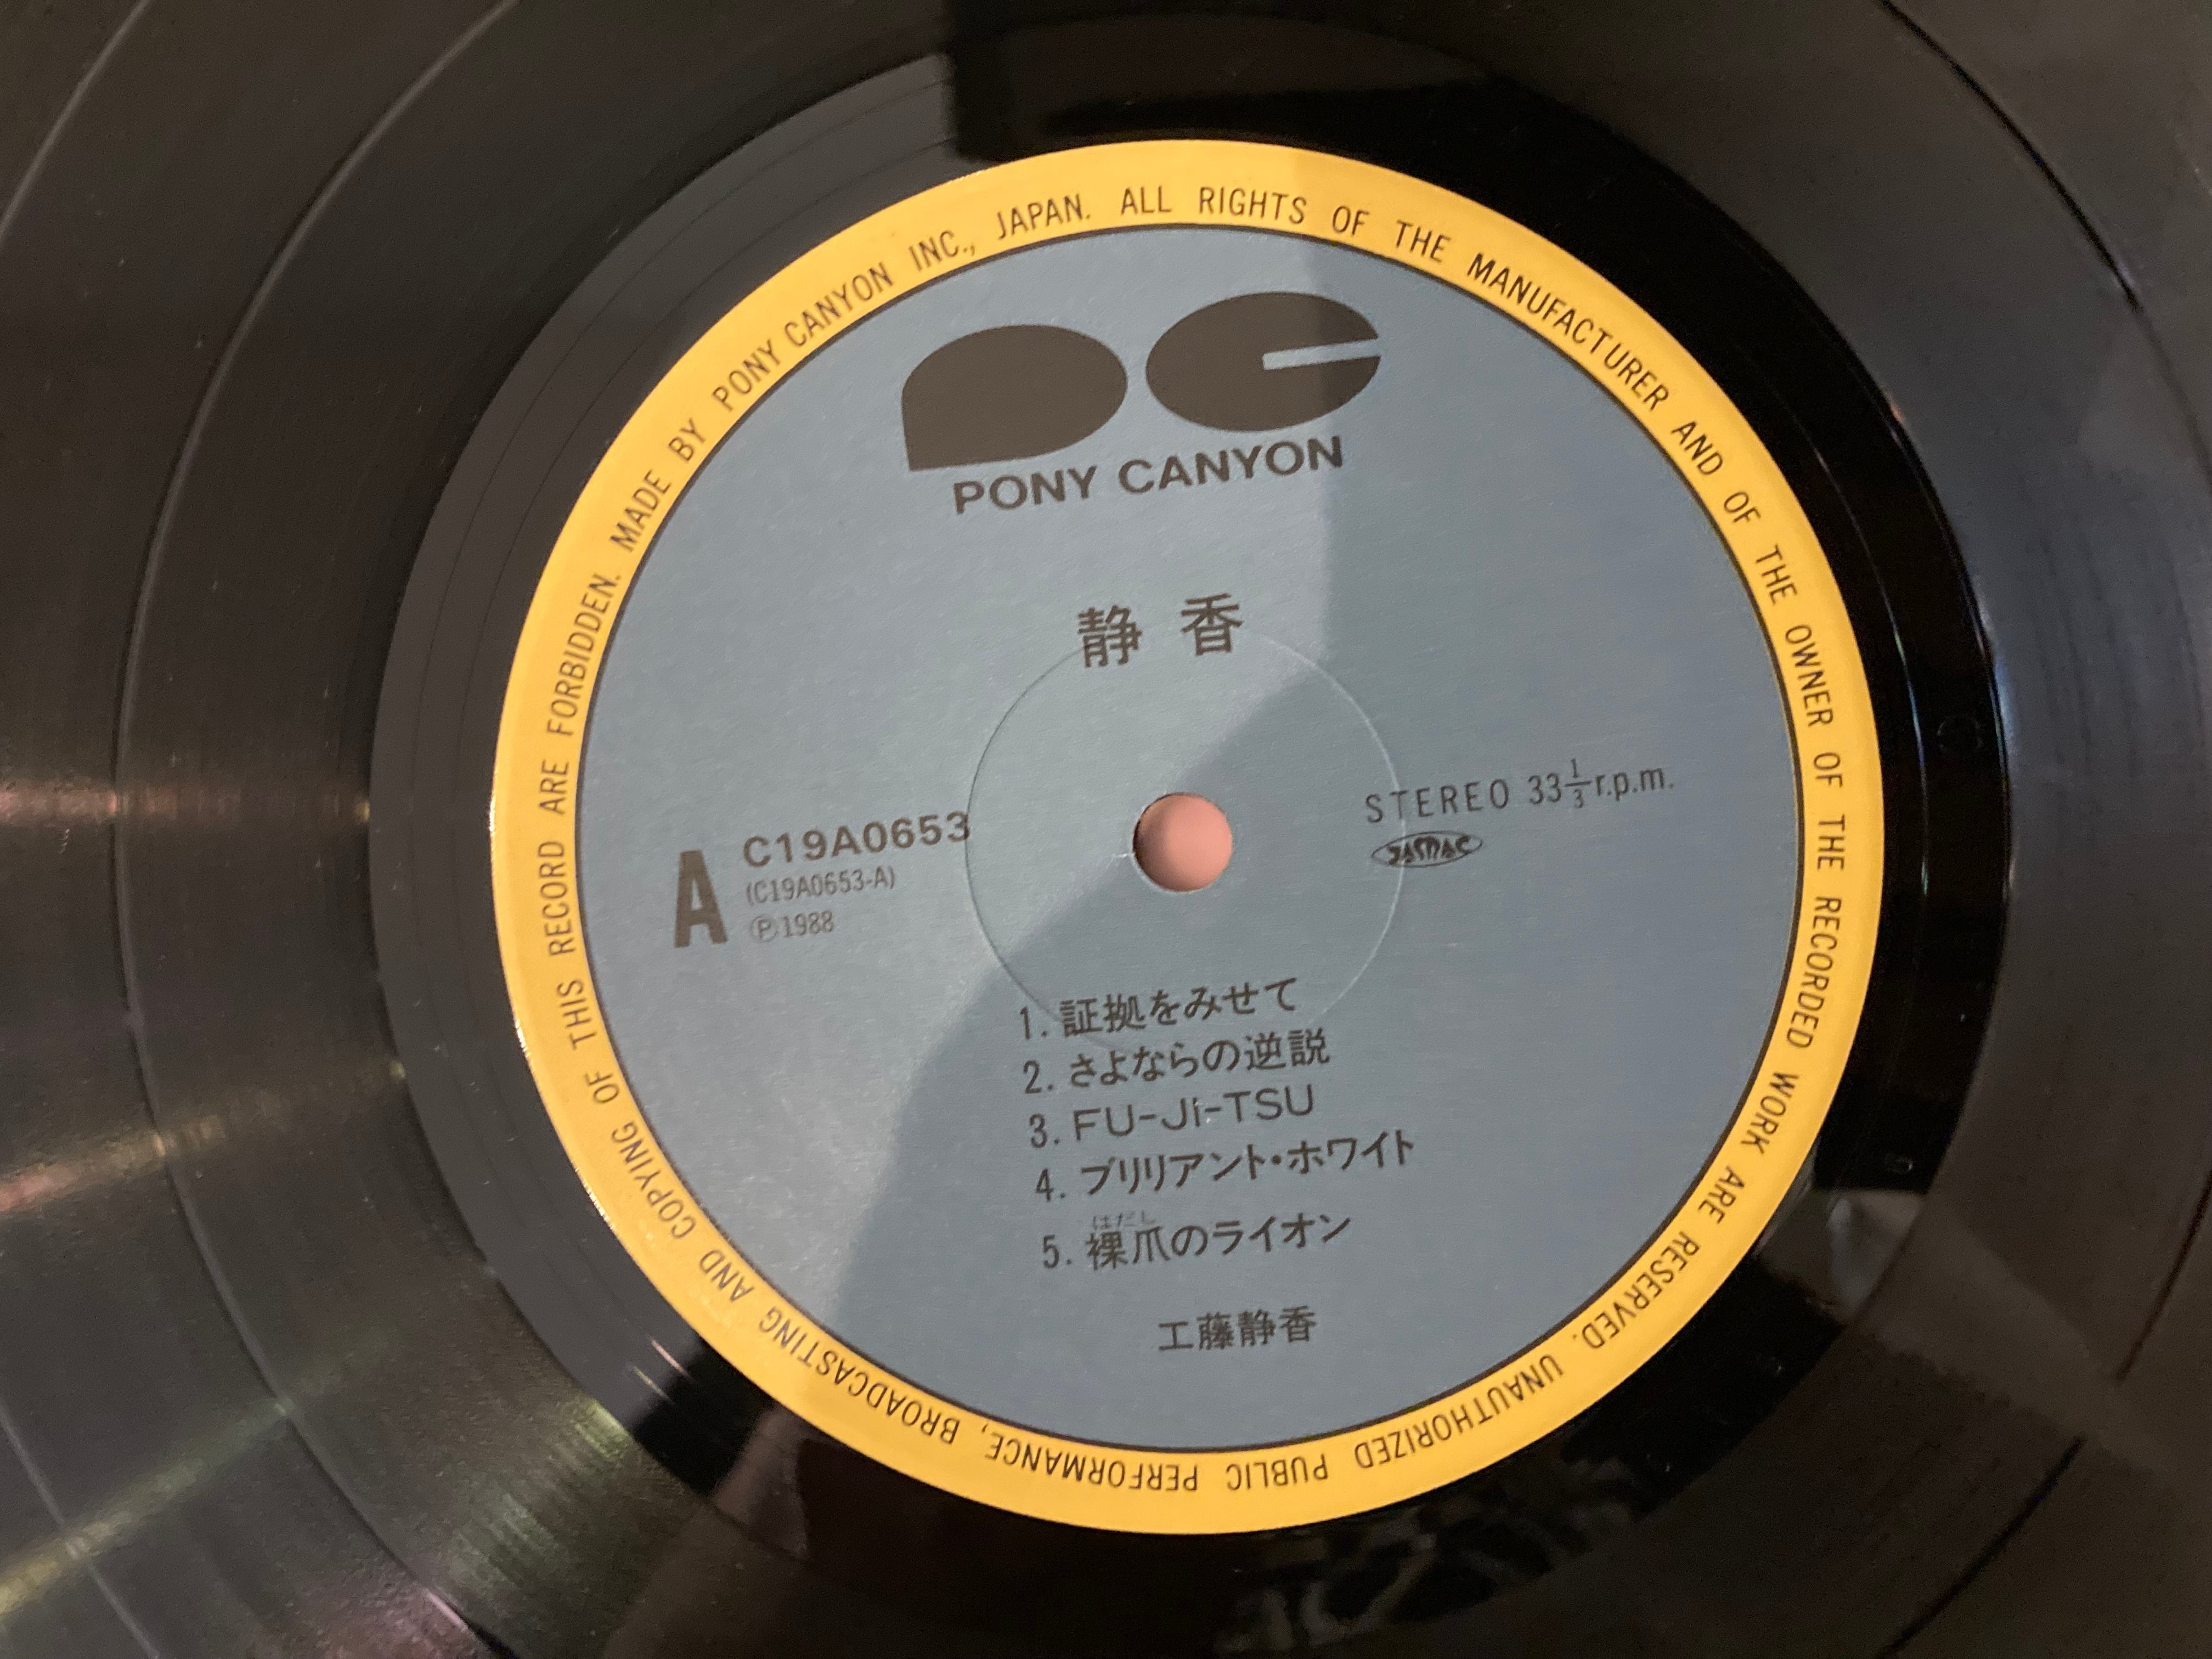 MADE BY PONY CANYON INC., JAPAN. ALL RIGHTS OF THE MANUFACTURER AND OF THE OWNER OF THE RECORDED WORK ARE RESERVED. UNAUTHORIZED PUBLIC PERFORMANCE, BROADCASTING AND COPYING OF THIS RECORD ARE FORBIDDEN.
PONY CANYON
静香
A
C19A0653
(C19A0653-A)
Ⓟ1988
STEREO 33 1/3 r.p.m.
JASRAC
1. 証拠をみせて
2. さよならの逆説
3. FU-Ji-TSU
4. ブリリアント・ホワイト
はだし
5. 裸爪のライオン
工藤静香